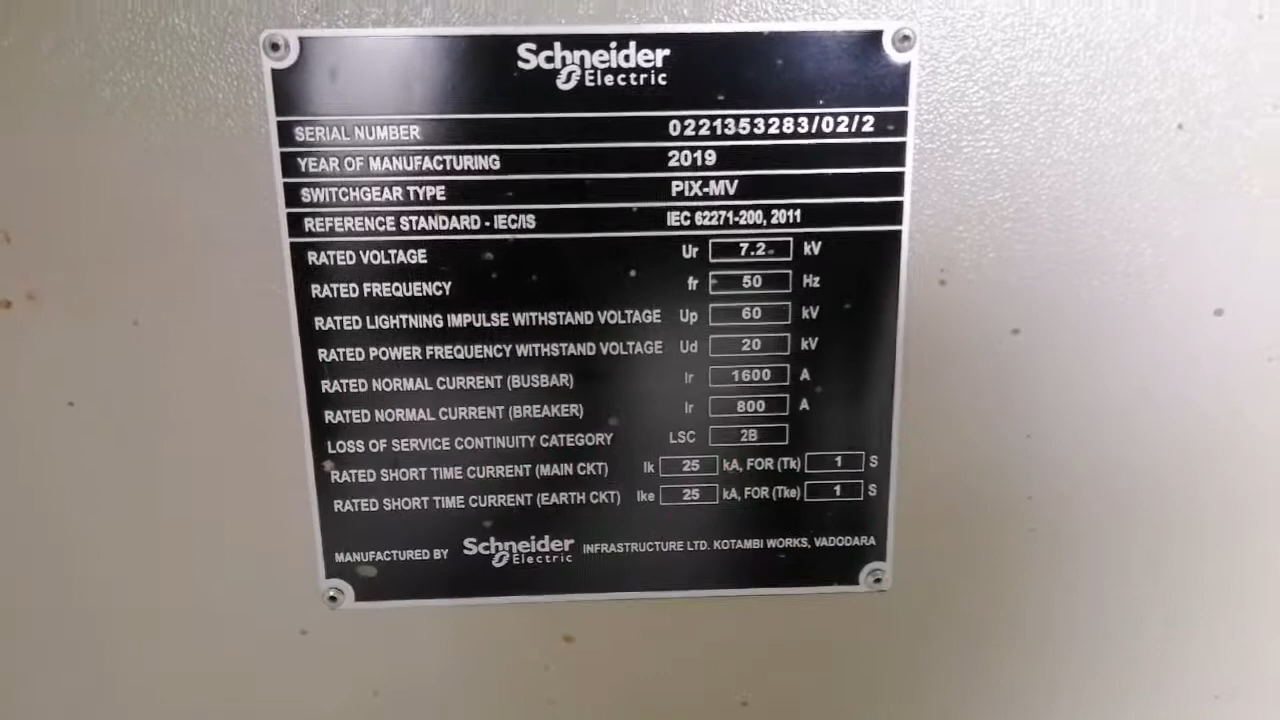 Schneider
Electric
SERIAL NUMBER 0221353283/02/2
YEAR OF MANUFACTURING 2019
SWITCHGEAR TYPE PIX-MV
REFERENCE STANDARD - IEC/IS IEC 62271-200, 2011
RATED VOLTAGE Ur 7.2 kV
RATED FREQUENCY fr 50 Hz
RATED LIGHTNING IMPULSE WITHSTAND VOLTAGE Up 60 kV
RATED POWER FREQUENCY WITHSTAND VOLTAGE Ud 20 kV
RATED NORMAL CURRENT (BUSBAR) Ir 1600 A
RATED NORMAL CURRENT (BREAKER) Ir 800 A
LOSS OF SERVICE CONTINUITY CATEGORY LSC 2B
RATED SHORT TIME CURRENT (MAIN CKT) Ik 25 kA, FOR (Tk) 1 S
RATED SHORT TIME CURRENT (EARTH CKT) Ike 25 kA, FOR (Tke) 1 S
MANUFACTURED BY Schneider Electric INFRASTRUCTURE LTD. KOTAMBI WORKS, VADODARA